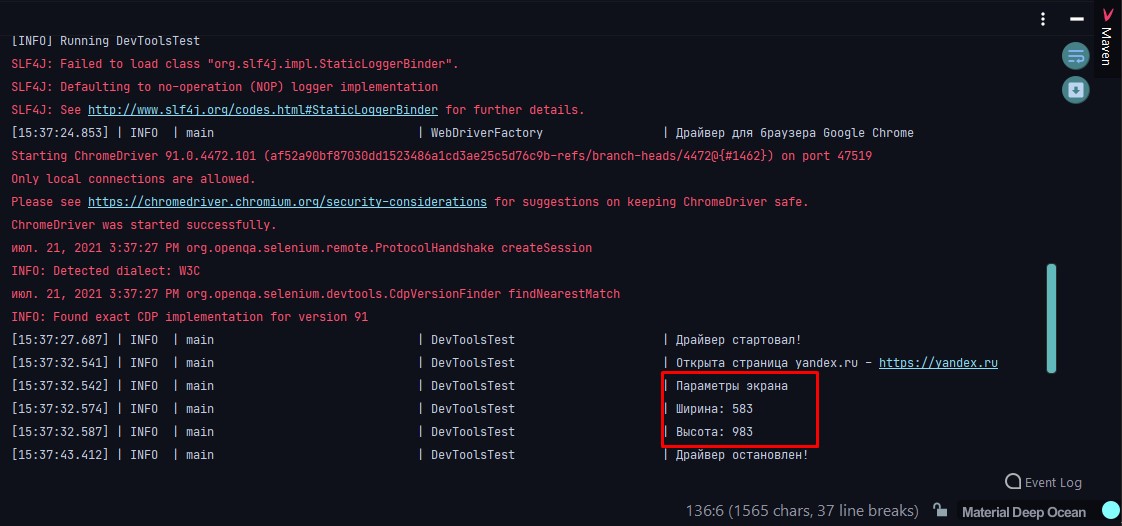 [INFO] Running DevToolsTest
SLF4J: Failed to load class "org.slf4j.impl.StaticLoggerBinder".
SLF4J: Defaulting to no-operation (NOP) logger implementation
SLF4J: See http://www.slf4j.org/codes.html#StaticLoggerBinder for further details.
[15:37:24.853] | INFO | main | WebDriverFactory | Драйвер для браузера Google Chrome
Starting ChromeDriver 91.0.4472.101 (af52a90bf87030dd1523486a1cd3ae25c5d76c9b-refs/branch-heads/4472@{#1462}) on port 47519
Only local connections are allowed.
Please see https://chromedriver.chromium.org/security-considerations for suggestions on keeping ChromeDriver safe.
ChromeDriver was started successfully.
июл. 21, 2021 3:37:27 PM org.openqa.selenium.remote.ProtocolHandshake createSession
INFO: Detected dialect: W3C
июл. 21, 2021 3:37:27 PM org.openqa.selenium.devtools.CdpVersionFinder findNearestMatch
INFO: Found exact CDP implementation for version 91
[15:37:27.687] | INFO | main | DevToolsTest | Драйвер стартовал!
[15:37:32.541] | INFO | main | DevToolsTest | Открыта страница yandex.ru - https://yandex.ru
[15:37:32.542] | INFO | main | DevToolsTest | Параметры экрана
[15:37:32.574] | INFO | main | DevToolsTest | Ширина: 583
[15:37:32.587] | INFO | main | DevToolsTest | Высота: 983
[15:37:43.412] | INFO | main | DevToolsTest | Драйвер остановлен!
Maven
Event Log
136:6 (1565 chars, 37 line breaks) Material Deep Ocean